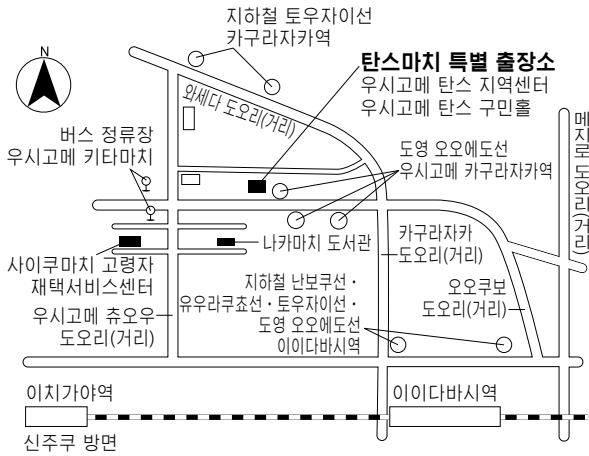 지하철 토우자이선
카구라자카역
N
탄스마치 특별 출장소
우시고메 탄스 지역센터
우시고메 탄스 구민홀
와세다 도오리(거리)
메지로 도오리(거리)
버스 정류장
우시고메 키타마치
도영 오오에도선
우시고메 카구라자카역
나카마치 도서관
카구라자카
도오리(거리)
사이쿠마치 고령자
재택서비스센터
지하철 난보쿠선・
유우라쿠쵸선・토우자이선・
도영 오오에도선
이이다바시역
오오쿠보
도오리(거리)
우시고메 츄오우
도오리(거리)
이치가야역
이이다바시역
신주쿠 방면